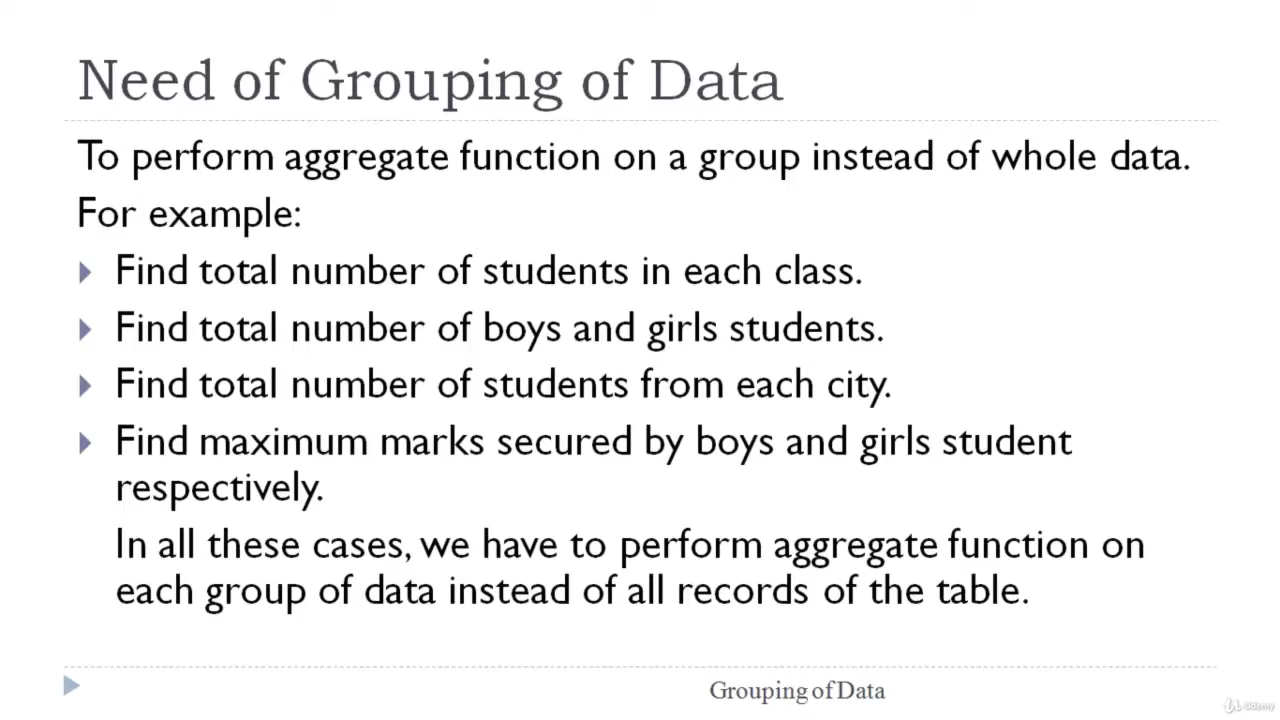 Need of Grouping of Data
To perform aggregate function on a group instead of whole data.
For example:
Find total number of students in each class.
Find total number of boys and girls students.
Find total number of students from each city.
Find maximum marks secured by boys and girls student
respectively.
In all these cases, we have to perform aggregate function on
each group of data instead of all records of the table.
Grouping of Data
Udemy